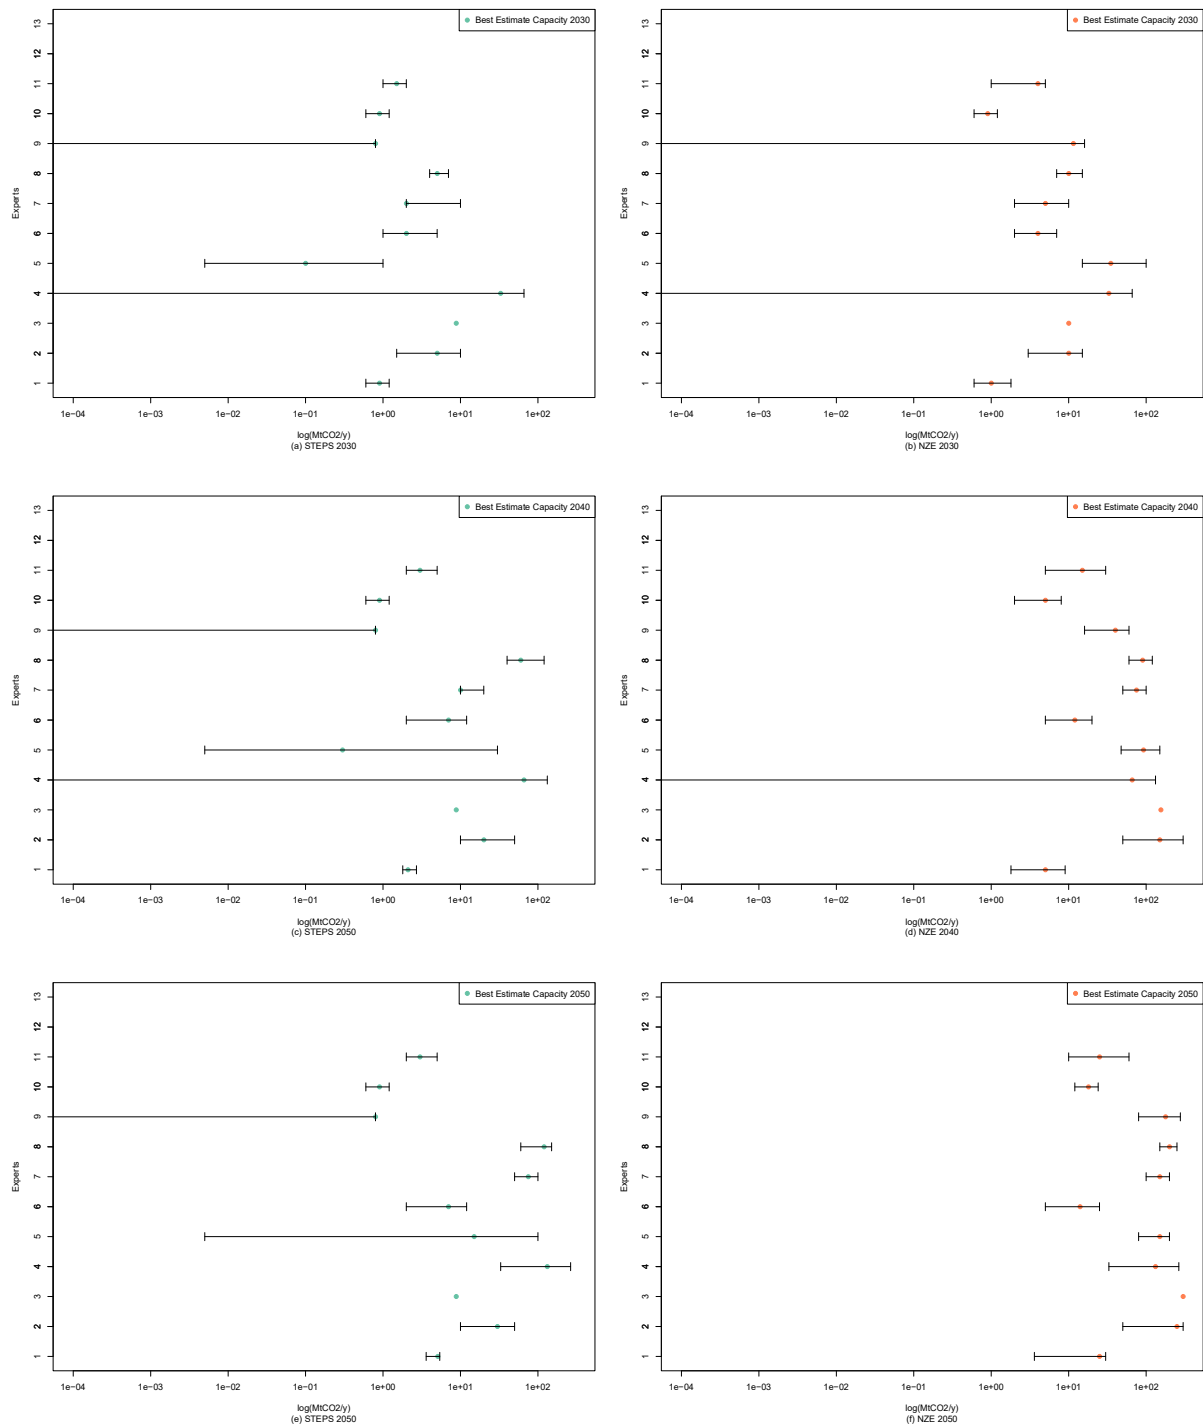 Best Estimate Capacity 2030
Experts
13
12
11
10
9
8
7
6
5
4
3
2
1
1e−04 1e−03 1e−02 1e−01 1e+00 1e+01 1e+02
log(MtCO2/y)
(a) STEPS 2030
Best Estimate Capacity 2030
Experts
13
12
11
10
9
8
7
6
5
4
3
2
1
1e−04 1e−03 1e−02 1e−01 1e+00 1e+01 1e+02
log(MtCO2/y)
(b) NZE 2030
Best Estimate Capacity 2040
Experts
13
12
11
10
9
8
7
6
5
4
3
2
1
1e−04 1e−03 1e−02 1e−01 1e+00 1e+01 1e+02
log(MtCO2/y)
(c) STEPS 2050
Best Estimate Capacity 2040
Experts
13
12
11
10
9
8
7
6
5
4
3
2
1
1e−04 1e−03 1e−02 1e−01 1e+00 1e+01 1e+02
log(MtCO2/y)
(d) NZE 2040
Best Estimate Capacity 2050
Experts
13
12
11
10
9
8
7
6
5
4
3
2
1
1e−04 1e−03 1e−02 1e−01 1e+00 1e+01 1e+02
log(MtCO2/y)
(e) STEPS 2050
Best Estimate Capacity 2050
Experts
13
12
11
10
9
8
7
6
5
4
3
2
1
1e−04 1e−03 1e−02 1e−01 1e+00 1e+01 1e+02
log(MtCO2/y)
(f) NZE 2050